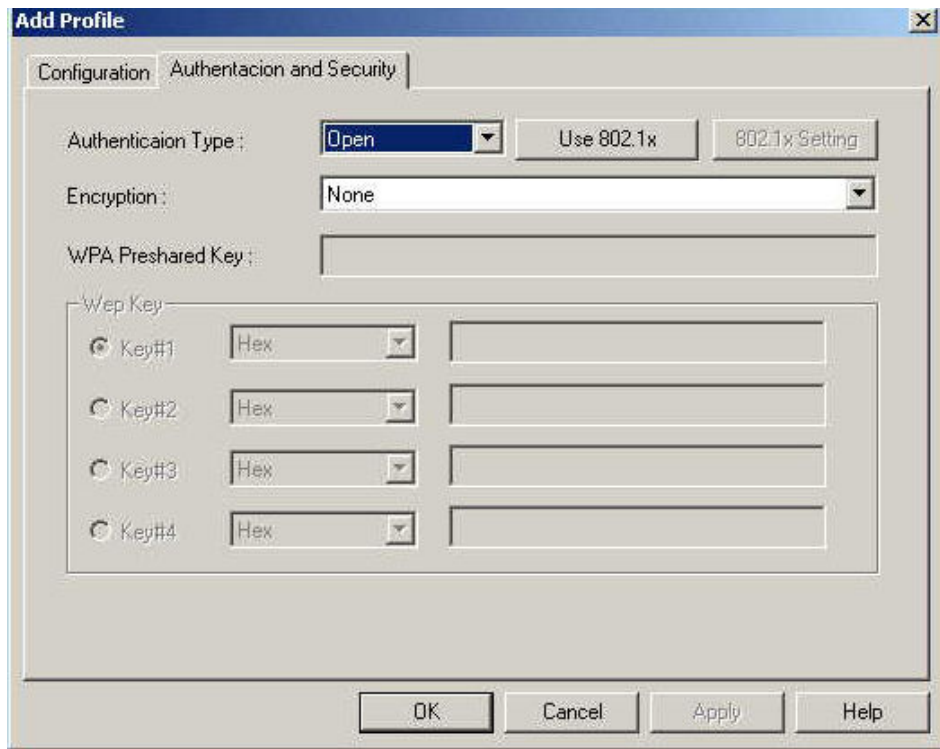 Add Profile
Configuration Authentacion and Security
Authenticaion Type : Open Use 802.1x 802.1x Setting
Encryption : None
WPA Preshared Key :
Wep Key
Key#1 Hex
Key#2 Hex
Key#3 Hex
Key#4 Hex
OK Cancel Apply Help